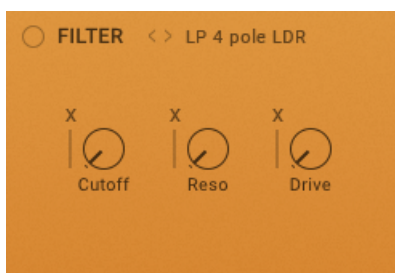 FILTER < > LP 4 pole LDR
X X X
Cutoff Reso Drive